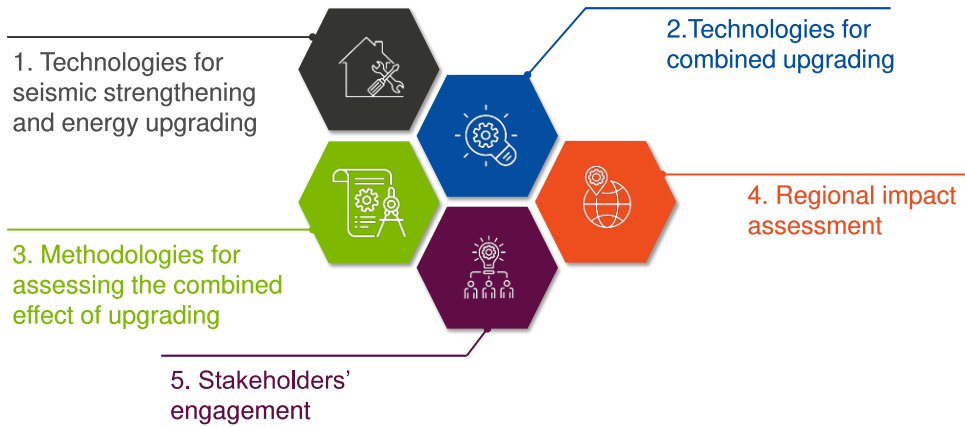 1. Technologies for
seismic strengthening
and energy upgrading
2.Technologies for
combined upgrading
3. Methodologies for
assessing the combined
effect of upgrading
4. Regional impact
assessment
5. Stakeholders’
engagement